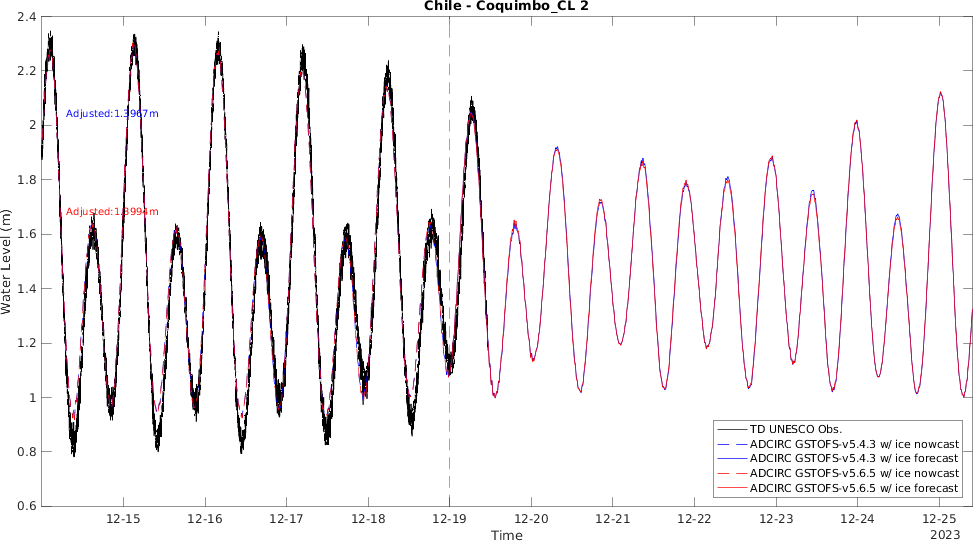 Chile - Coquimbo_CL 2
2.4
2.2
2
1.8
1.6
1.4
1.2
1
0.8
0.6
Water Level (m)
Adjusted:1.3967m
Adjusted:1.3994m
12-15
12-16
12-17
12-18
12-19
12-20
12-21
12-22
12-23
12-24
12-25
2023
Time
TD UNESCO Obs.
ADCIRC GSTOFS-v5.4.3 w/ ice nowcast
ADCIRC GSTOFS-v5.4.3 w/ ice forecast
ADCIRC GSTOFS-v5.6.5 w/ ice nowcast
ADCIRC GSTOFS-v5.6.5 w/ ice forecast